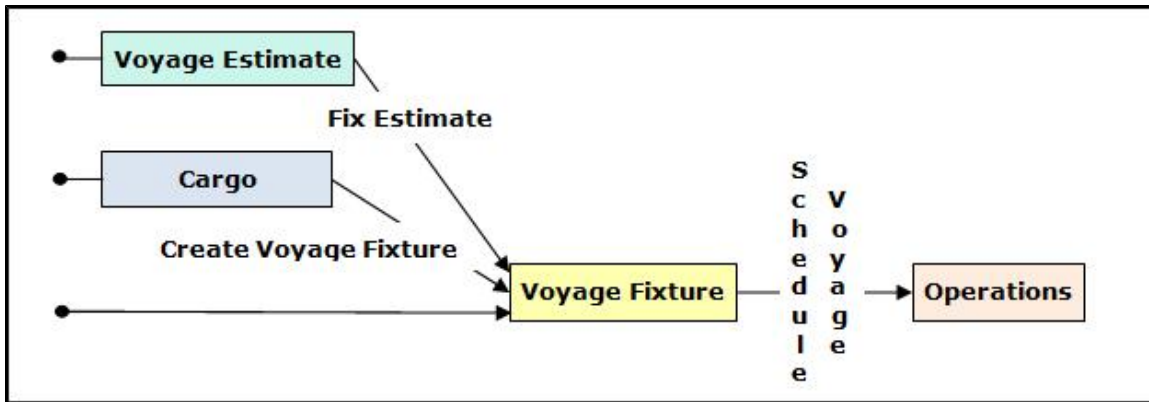 Voyage Estimate
Fix Estimate
Cargo
Create Voyage Fixture
Voyage Fixture
Schedule
Voyage
Operations